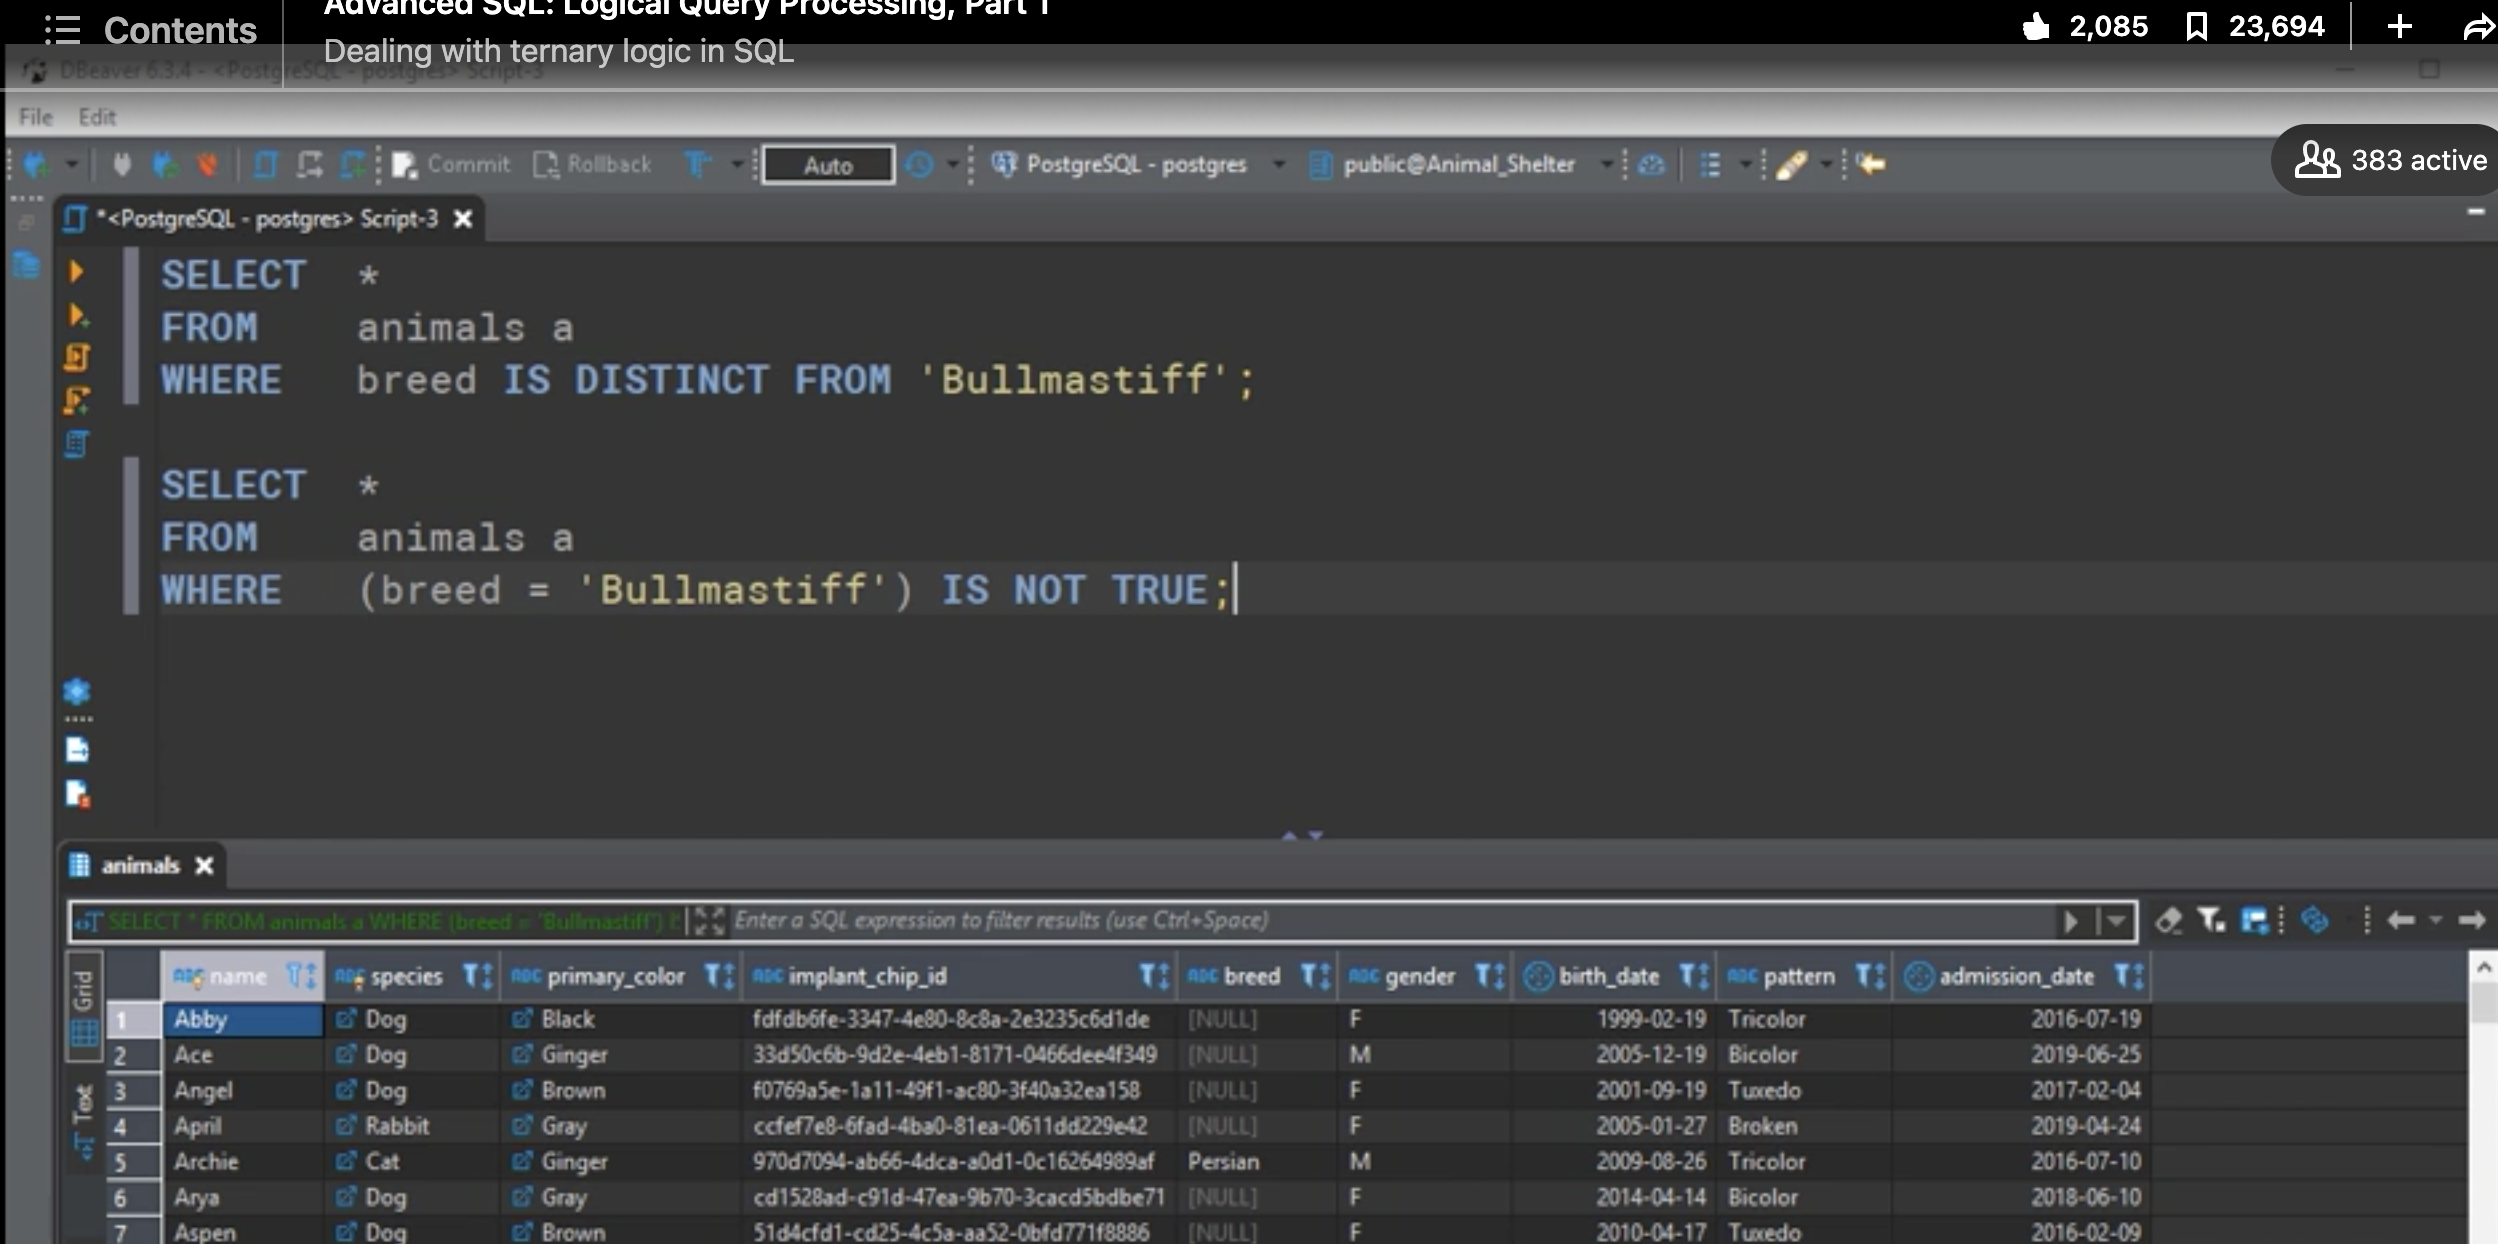 Contents
Advanced SQL: Logical Query Processing, Part 1
Dealing with ternary logic in SQL
2,085
23,694
DBeaver 6.3.4 - <PostgreSQL - postgres> Script-3
File Edit
383 active
Commit Rollback Auto PostgreSQL - postgres public@Animal_Shelter
*<PostgreSQL - postgres> Script-3
SELECT *
FROM animals a
WHERE breed IS DISTINCT FROM 'Bullmastiff';
SELECT *
FROM animals a
WHERE (breed = 'Bullmastiff') IS NOT TRUE;
animals
SELECT * FROM animals a WHERE (breed = 'Bullmastiff') Enter a SQL expression to filter results (use Ctrl+Space)
Grid
Text
ABC name ABC species ABC primary_color ABC implant_chip_id ABC breed ABC gender birth_date ABC pattern admission_date
1 Abby Dog Black fdfdb6fe-3347-4e80-8c8a-2e3235c6d1de [NULL] F 1999-02-19 Tricolor 2016-07-19
2 Ace Dog Ginger 33d50c6b-9d2e-4eb1-8171-0466dee4f349 [NULL] M 2005-12-19 Bicolor 2019-06-25
3 Angel Dog Brown f0769a5e-1a11-49f1-ac80-3f40a32ea158 [NULL] F 2001-09-19 Tuxedo 2017-02-04
4 April Rabbit Gray ccfef7e8-6fad-4ba0-81ea-0611dd229e42 [NULL] F 2005-01-27 Broken 2019-04-24
5 Archie Cat Ginger 970d7094-ab66-4dca-a0d1-0c16264989af Persian M 2009-08-26 Tricolor 2016-07-10
6 Arya Dog Gray cd1528ad-c91d-47ea-9b70-3cacd5bdbe71 [NULL] F 2014-04-14 Bicolor 2018-06-10
7 Aspen Dog Brown 51d4cfd1-cd25-4c5a-aa52-0bfd771f8886 [NULL] F 2010-04-17 Tuxedo 2016-02-09